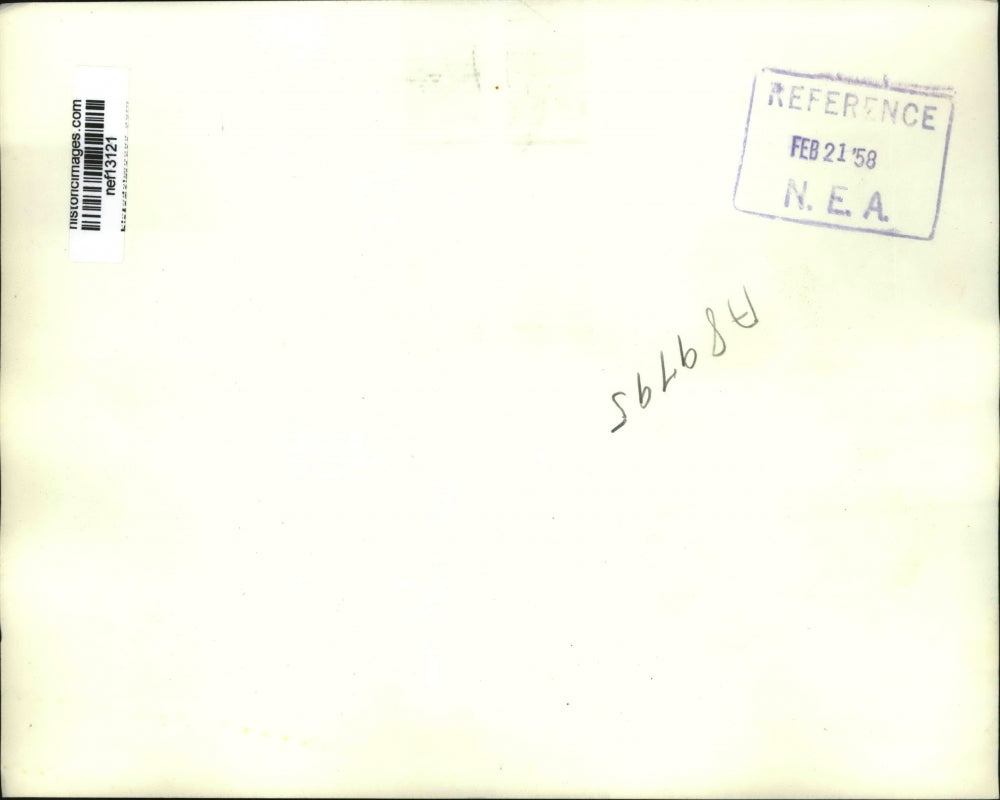 historicimages.com
nef13121
REFERENCE
FEB 21 '58
N. E. A.
A89795